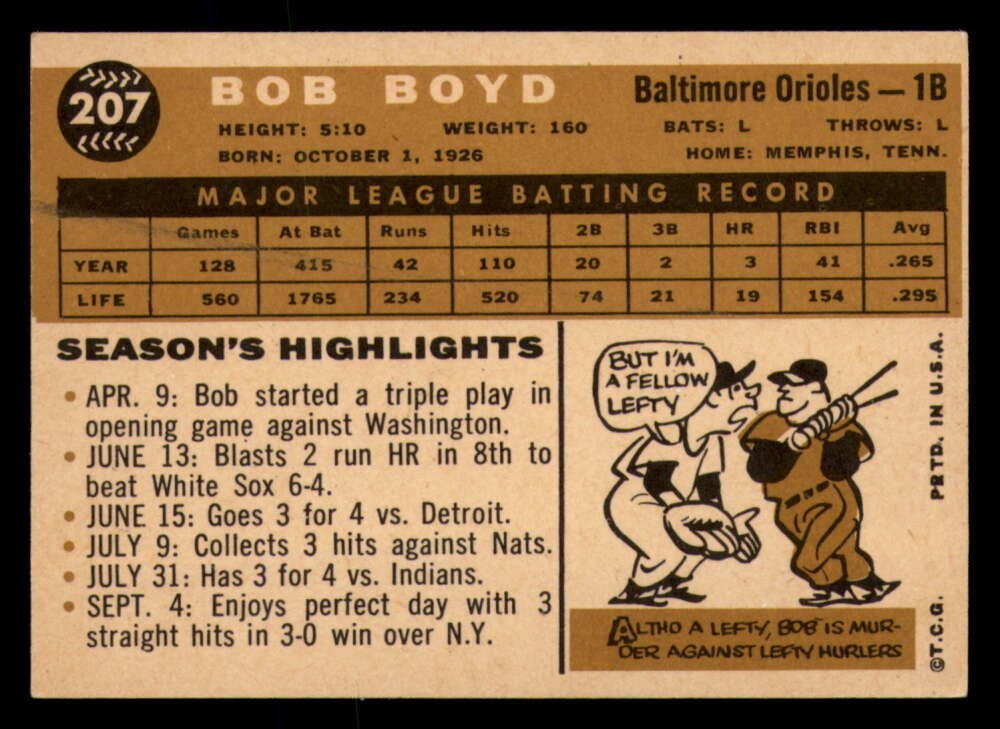 207
BOB BOYD
Baltimore Orioles — 1B
HEIGHT: 5:10 WEIGHT: 160 BATS: L THROWS: L
BORN: OCTOBER 1, 1926 HOME: MEMPHIS, TENN.
MAJOR LEAGUE BATTING RECORD
Games At Bat Runs Hits 2B 3B HR RBI Avg
YEAR 128 415 42 110 20 2 3 41 .265
LIFE 560 1765 234 520 74 21 19 154 .295
SEASON'S HIGHLIGHTS
• APR. 9: Bob started a triple play in
opening game against Washington.
• JUNE 13: Blasts 2 run HR in 8th to
beat White Sox 6-4.
• JUNE 15: Goes 3 for 4 vs. Detroit.
• JULY 9: Collects 3 hits against Nats.
• JULY 31: Has 3 for 4 vs. Indians.
• SEPT. 4: Enjoys perfect day with 3
straight hits in 3-0 win over N.Y.
BUT I'M
A FELLOW
LEFTY
ALTHO A LEFTY, BOB IS MUR-
DER AGAINST LEFTY HURLERS
©T.C.G. PRTD. IN U.S.A.